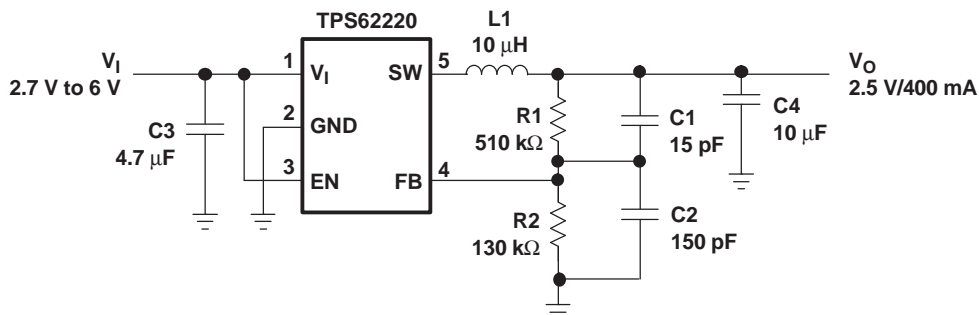 TPS62220
V_I
2.7 V to 6 V
C3
4.7 μF
1
2
3
V_I
GND
EN
SW
FB
5
4
L1
10 μH
R1
510 kΩ
R2
130 kΩ
C1
15 pF
C2
150 pF
C4
10 μF
V_O
2.5 V/400 mA